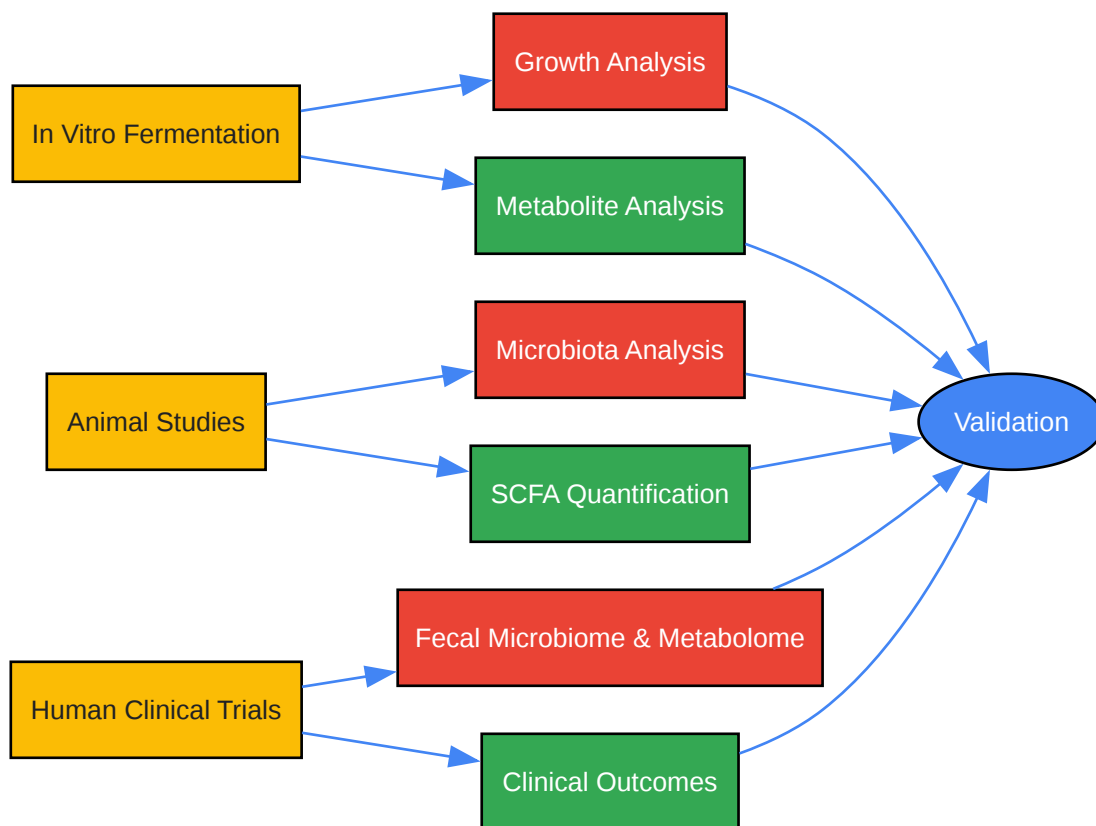 Growth Analysis
In Vitro Fermentation
Metabolite Analysis
Microbiota Analysis
Animal Studies
Validation
SCFA Quantification
Fecal Microbiome & Metabolome
Human Clinical Trials
Clinical Outcomes